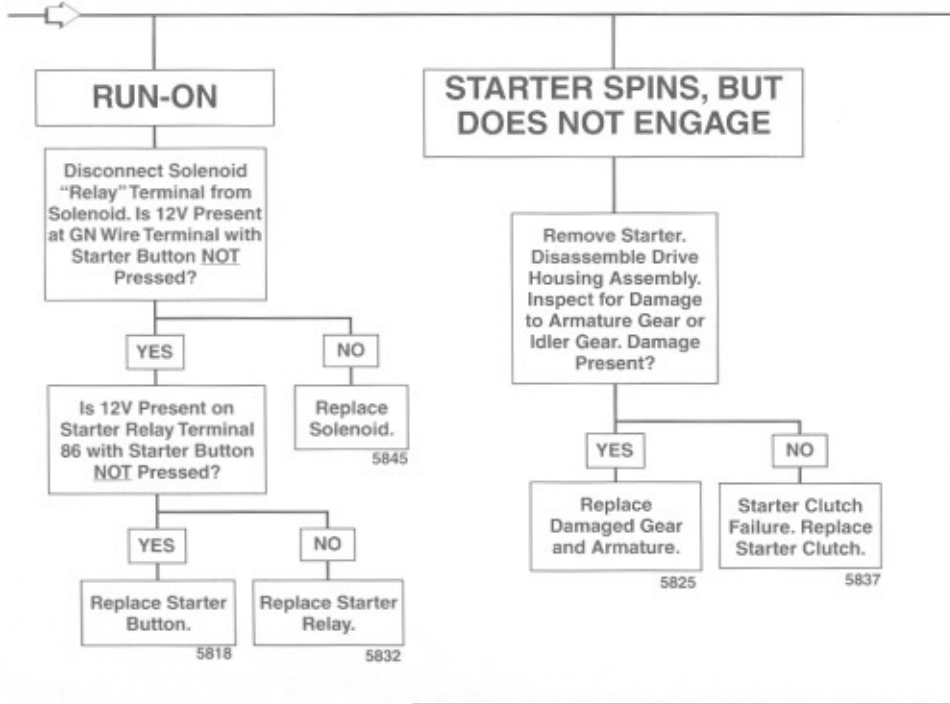 RUN-ON
Disconnect Solenoid
“Relay” Terminal from
Solenoid. Is 12V Present
at GN Wire Terminal with
Starter Button NOT
Pressed?
YES
NO
Is 12V Present on
Starter Relay Terminal
86 with Starter Button
NOT Pressed?
Replace
Solenoid.
5845
YES
NO
Replace Starter
Button.
5818
Replace Starter
Relay.
5832
STARTER SPINS, BUT
DOES NOT ENGAGE
Remove Starter.
Disassemble Drive
Housing Assembly.
Inspect for Damage
to Armature Gear or
Idler Gear. Damage
Present?
YES
NO
Replace
Damaged Gear
and Armature.
5825
Starter Clutch
Failure. Replace
Starter Clutch.
5837